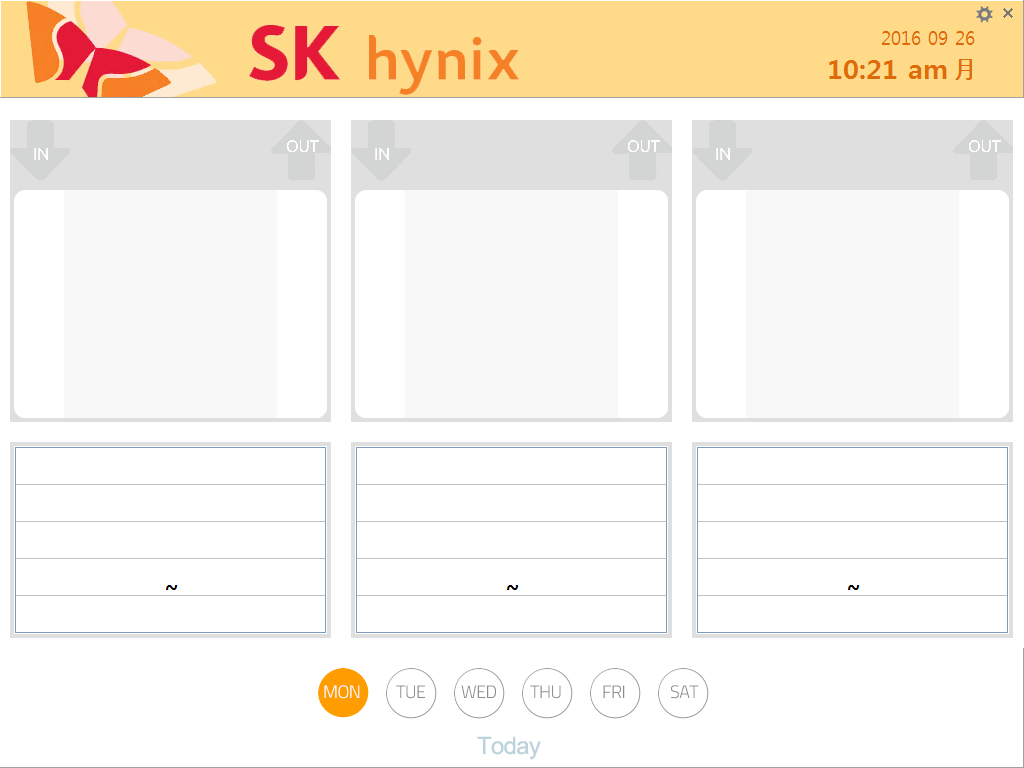 SK hynix
2016 09 26
10:21 am 月
IN OUT
IN OUT
IN OUT
~ ~ ~
MON TUE WED THU FRI SAT
Today